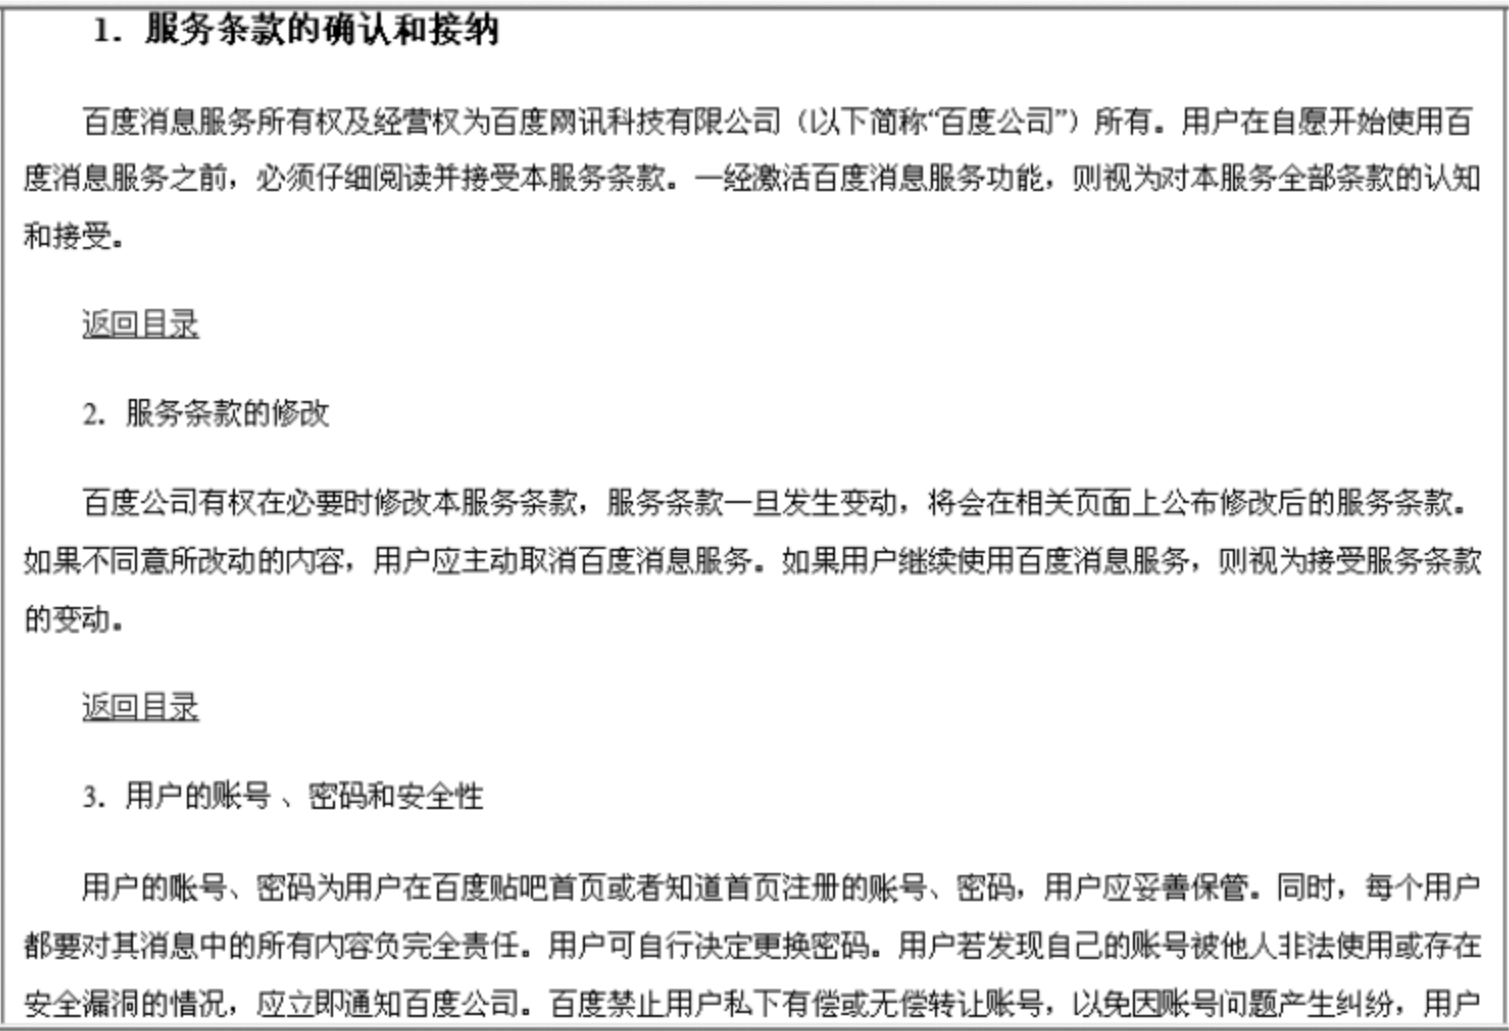 1. 服务条款的确认和接纳
百度消息服务所有权及经营权为百度网讯科技有限公司（以下简称“百度公司”）所有。用户在自愿开始使用百
度消息服务之前，必须仔细阅读并接受本服务条款。一经激活百度消息服务功能，则视为对本服务全部条款的认知
和接受。
返回目录
2. 服务条款的修改
百度公司有权在必要时修改本服务条款，服务条款一旦发生变动，将会在相关页面上公布修改后的服务条款。
如果不同意所改动的内容，用户应主动取消百度消息服务。如果用户继续使用百度消息服务，则视为接受服务条款
的变动。
返回目录
3. 用户的账号 、密码和安全性
用户的账号、密码为用户在百度贴吧首页或者知道首页注册的账号、密码，用户应妥善保管。同时，每个用户
都要对其消息中的所有内容负完全责任。用户可自行决定更换密码。用户若发现自己的账号被他人非法使用或存在
安全漏洞的情况，应立即通知百度公司。百度禁止用户私下有偿或无偿转让账号，以免因账号问题产生纠纷，用户